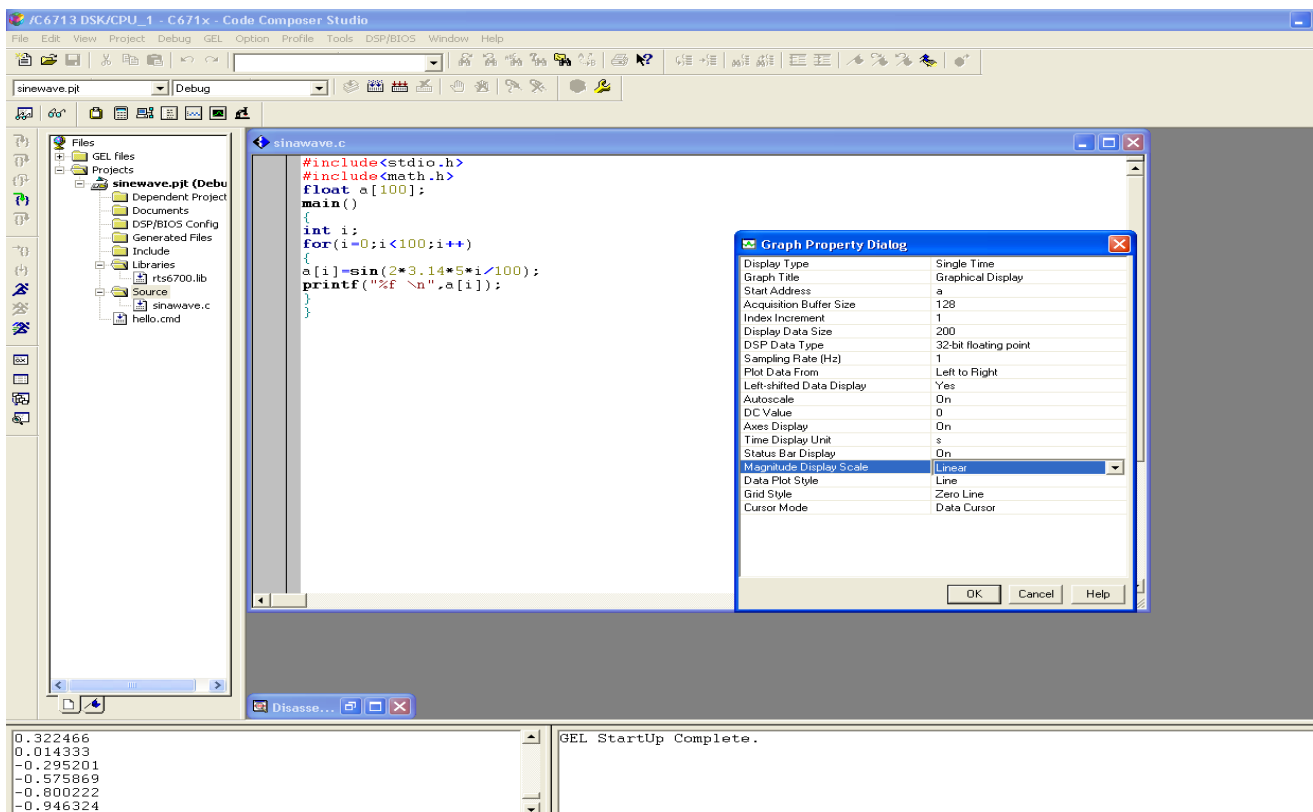 /C6713 DSK/CPU_1 - C671x - Code Composer Studio
File Edit View Project Debug GEL Option Profile Tools DSP/BIOS Window Help
sinewave.pjt Debug
Files
GEL files
Projects
sinewave.pjt (Debu
Dependent Project
Documents
DSP/BIOS Config
Generated Files
Include
Libraries
rts6700.lib
Source
sinawave.c
hello.cmd
sinawave.c
#include<stdio.h>
#include<math.h>
float a[100];
main()
{
int i;
for(i=0;i<100;i++)
{
a[i]=sin(2*3.14*5*i/100);
printf("%f \n",a[i]);
}
}
Graph Property Dialog
Display Type Single Time
Graph Title Graphical Display
Start Address a
Acquisition Buffer Size 128
Index Increment 1
Display Data Size 200
DSP Data Type 32-bit floating point
Sampling Rate (Hz) 1
Plot Data From Left to Right
Left-shifted Data Display Yes
Autoscale On
DC Value 0
Axes Display On
Time Display Unit s
Status Bar Display On
Magnitude Display Scale Linear
Data Plot Style Line
Grid Style Zero Line
Cursor Mode Data Cursor
OK Cancel Help
Disasse...
0.322466
0.014333
-0.295201
-0.575869
-0.800222
-0.946324
GEL StartUp Complete.